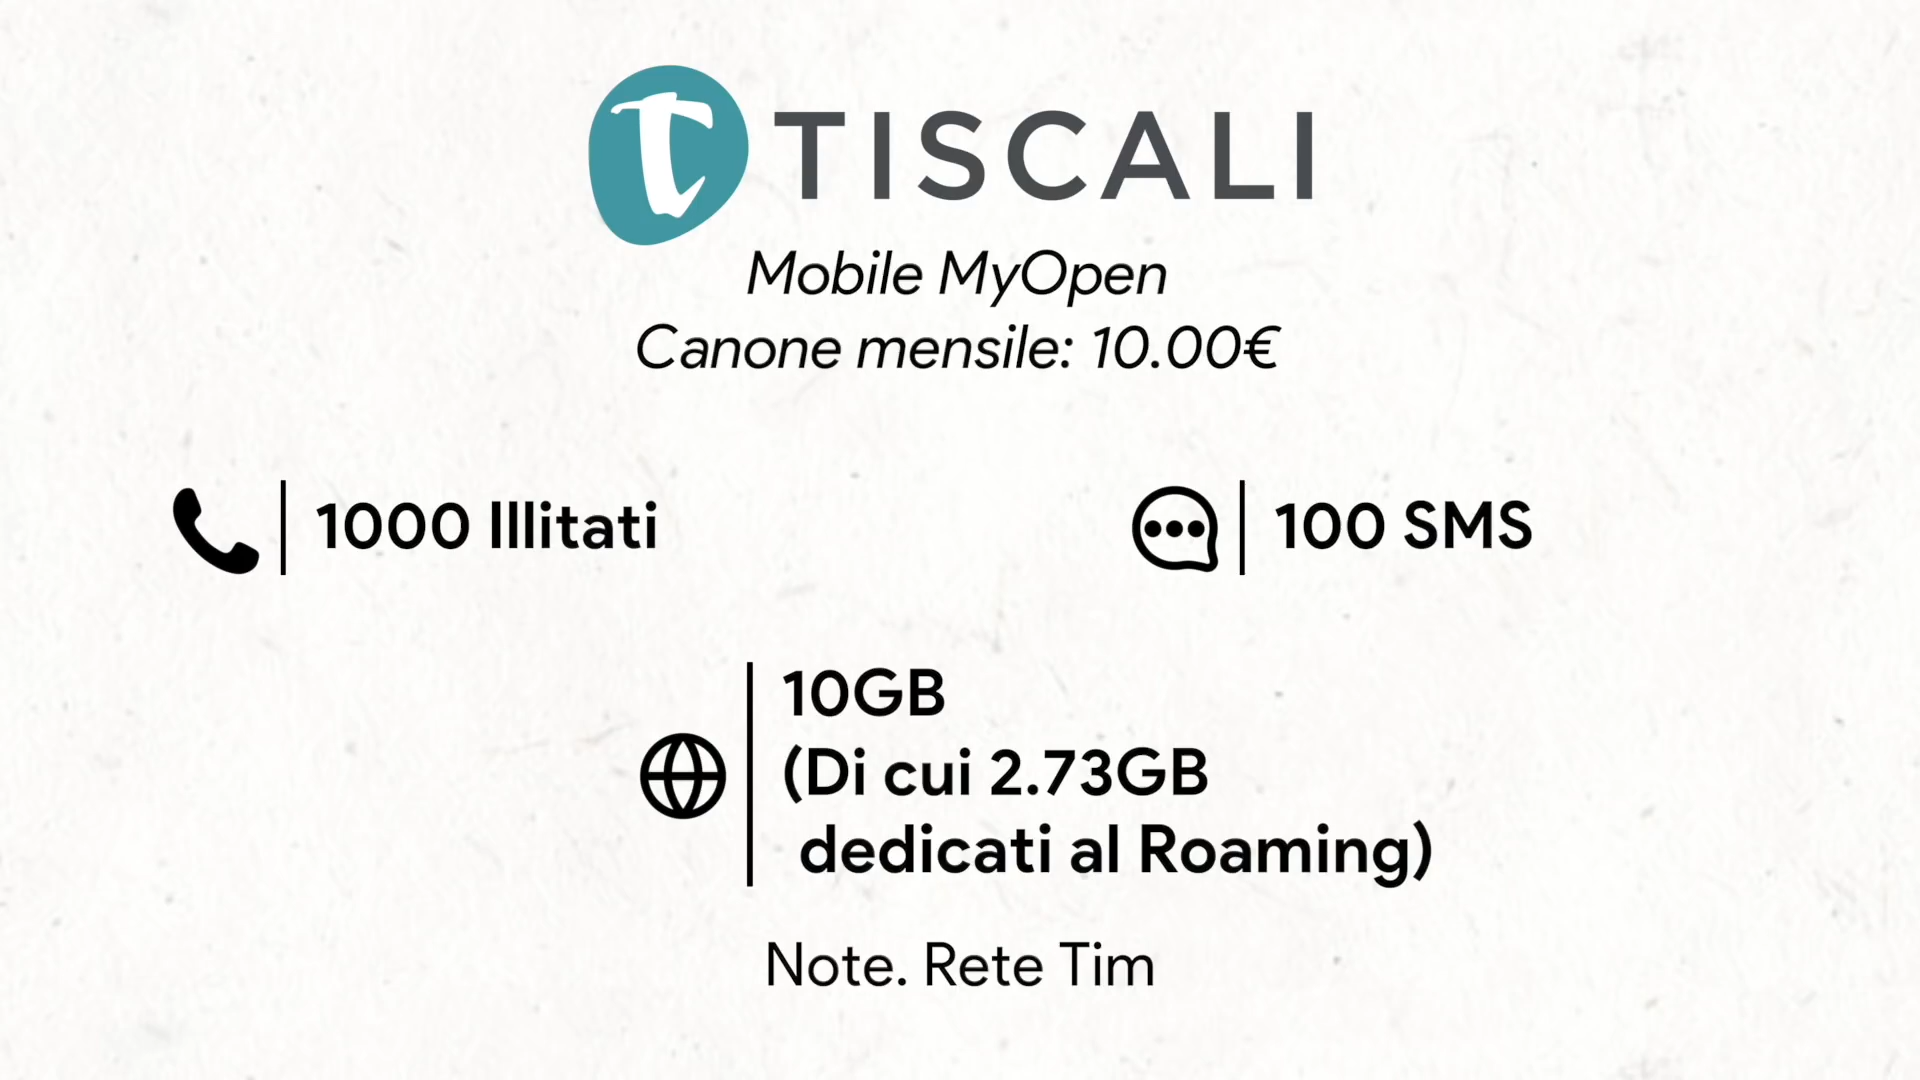 TISCALI
Mobile MyOpen
Canone mensile: 10.00€
1000 Illitati
100 SMS
10GB
(Di cui 2.73GB
dedicati al Roaming)
Note. Rete Tim